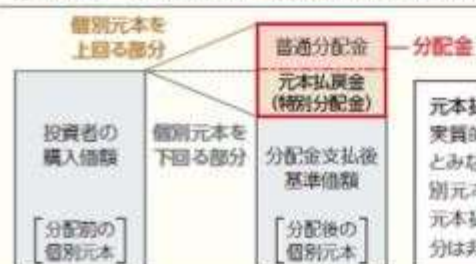 個別元本を
上回る部分
普通分配金
分配金
元本払戻金
(特別分配金)
投資者の
購入価額
個別元本を
下回る部分
分配金支払後
基準価額
分配前の
個別元本
分配後の
個別元本
元本払
実質的
とみな
別元本
元本払
分は非